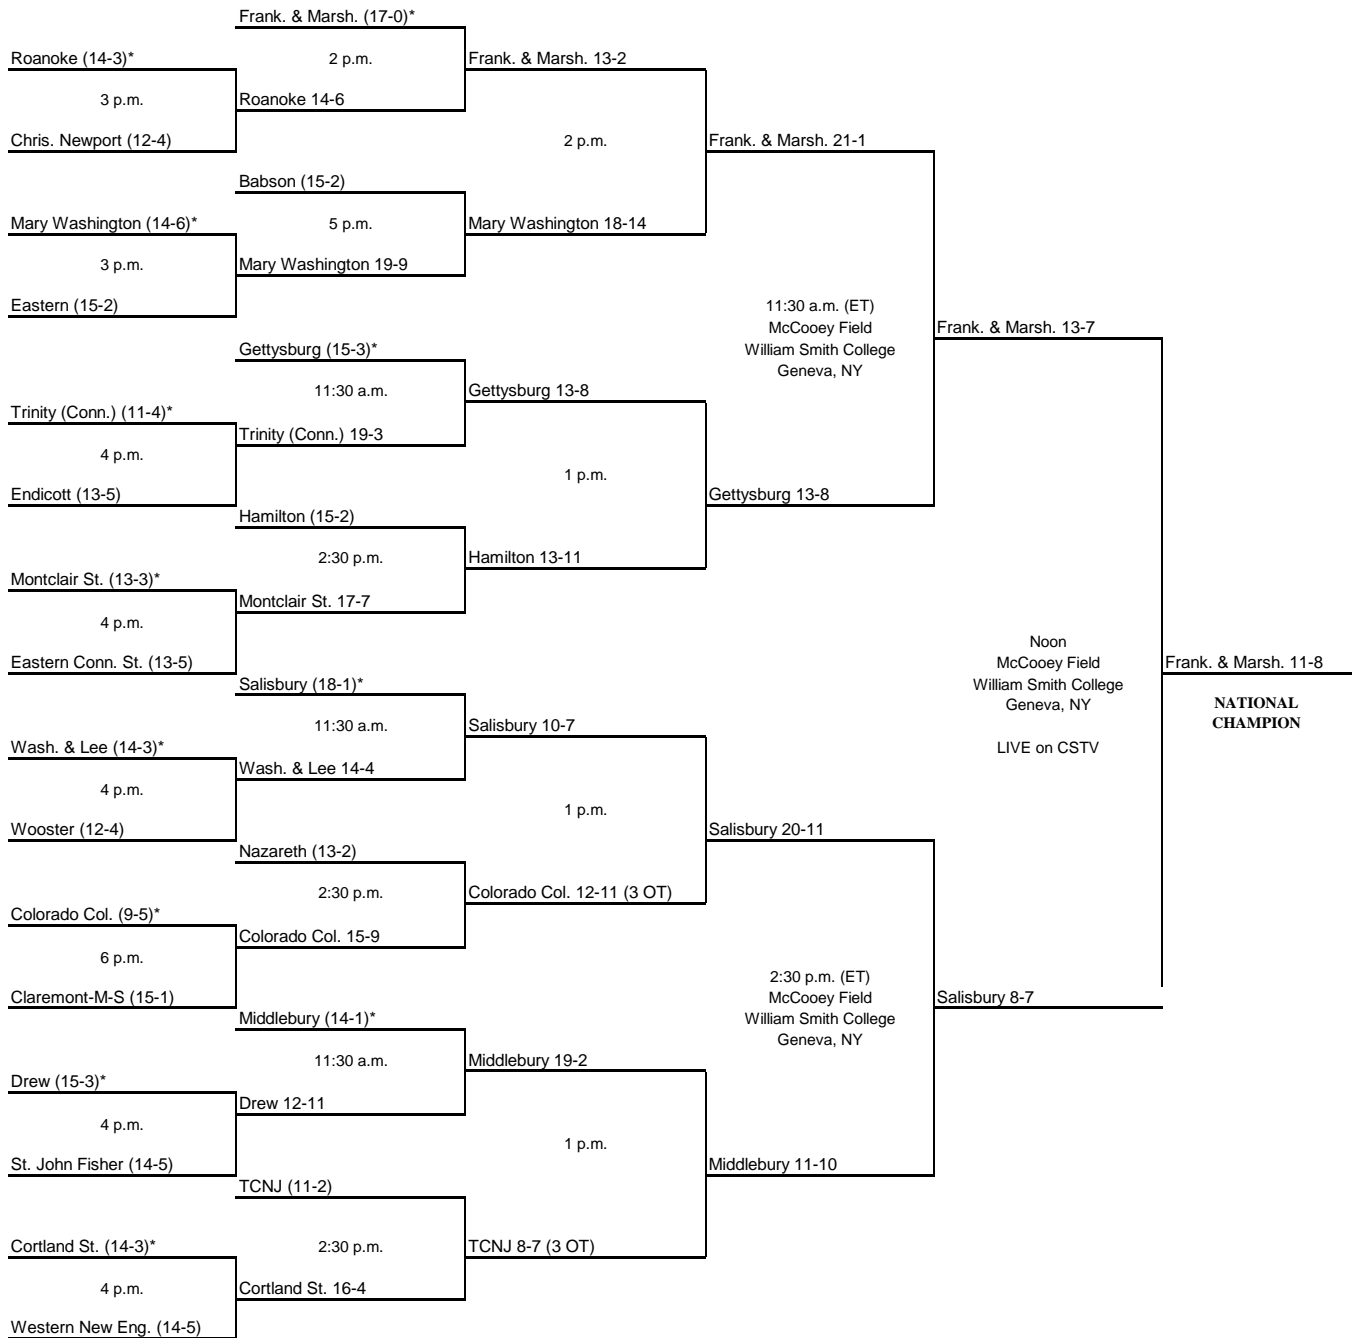 Frank. & Marsh. (17-0)*
Roanoke (14-3)*
2 p.m.
Frank. & Marsh. 13-2
3 p.m.
Roanoke 14-6
Chris. Newport (12-4)
2 p.m.
Frank. & Marsh. 21-1
Babson (15-2)
Mary Washington (14-6)*
5 p.m.
Mary Washington 18-14
3 p.m.
Mary Washington 19-9
Eastern (15-2)
11:30 a.m. (ET)
McCooey Field
William Smith College
Geneva, NY
Frank. & Marsh. 13-7
Gettysburg (15-3)*
11:30 a.m.
Gettysburg 13-8
Trinity (Conn.) (11-4)*
Trinity (Conn.) 19-3
4 p.m.
1 p.m.
Endicott (13-5)
Gettysburg 13-8
Hamilton (15-2)
2:30 p.m.
Hamilton 13-11
Montclair St. (13-3)*
Montclair St. 17-7
4 p.m.
Eastern Conn. St. (13-5)
Noon
McCooey Field
William Smith College
Geneva, NY
LIVE on CSTV
Frank. & Marsh. 11-8
NATIONAL
CHAMPION
Salisbury (18-1)*
11:30 a.m.
Salisbury 10-7
Wash. & Lee (14-3)*
Wash. & Lee 14-4
4 p.m.
1 p.m.
Wooster (12-4)
Salisbury 20-11
Nazareth (13-2)
2:30 p.m.
Colorado Col. 12-11 (3 OT)
Colorado Col. (9-5)*
Colorado Col. 15-9
6 p.m.
Claremont-M-S (15-1)
2:30 p.m. (ET)
McCooey Field
William Smith College
Geneva, NY
Salisbury 8-7
Middlebury (14-1)*
11:30 a.m.
Middlebury 19-2
Drew (15-3)*
Drew 12-11
4 p.m.
1 p.m.
St. John Fisher (14-5)
Middlebury 11-10
TCNJ (11-2)
Cortland St. (14-3)*
2:30 p.m.
TCNJ 8-7 (3 OT)
4 p.m.
Cortland St. 16-4
Western New Eng. (14-5)